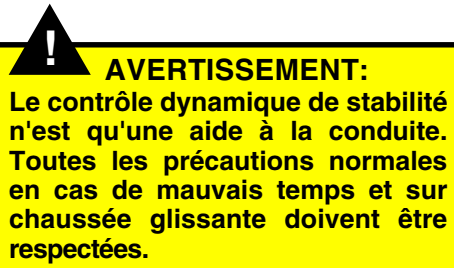 !
AVERTISSEMENT:
Le contrôle dynamique de stabilité
n'est qu'une aide à la conduite.
Toutes les précautions normales
en cas de mauvais temps et sur
chaussée glissante doivent être
respectées.